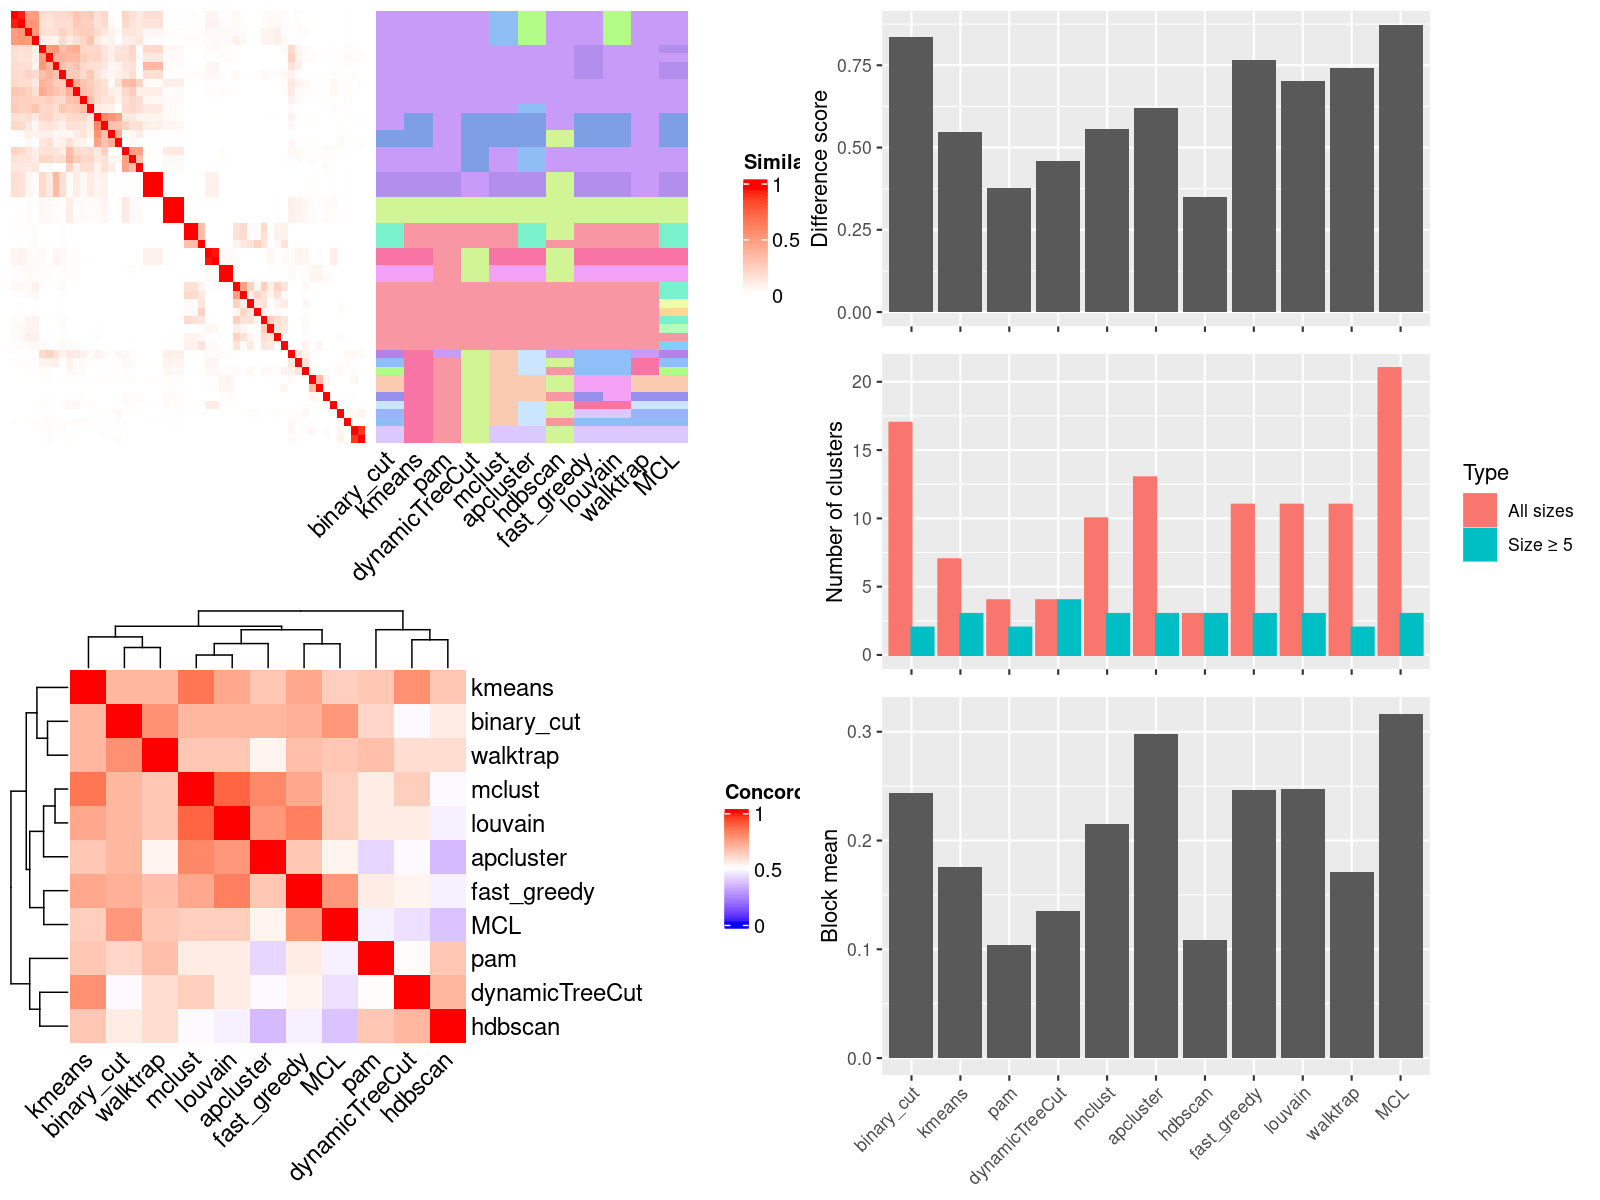 Simila
1
0.5
0
binary_cut
kmeans
pam
dynamicTreeCut
mclust
apcluster
hdbscan
fast_greedy
louvain
walktrap
MCL
Difference score
0.75
0.50
0.25
0.00
Number of clusters
20
15
10
5
0
Type
All sizes
Size ≥ 5
kmeans
binary_cut
walktrap
mclust
louvain
apcluster
fast_greedy
MCL
pam
dynamicTreeCut
hdbscan
kmeans
binary_cut
walktrap
mclust
louvain
apcluster
fast_greedy
MCL
pam
dynamicTreeCut
hdbscan
Concord
1
0.5
0
Block mean
0.3
0.2
0.1
0.0
binary_cut
kmeans
pam
dynamicTreeCut
mclust
apcluster
hdbscan
fast_greedy
louvain
walktrap
MCL